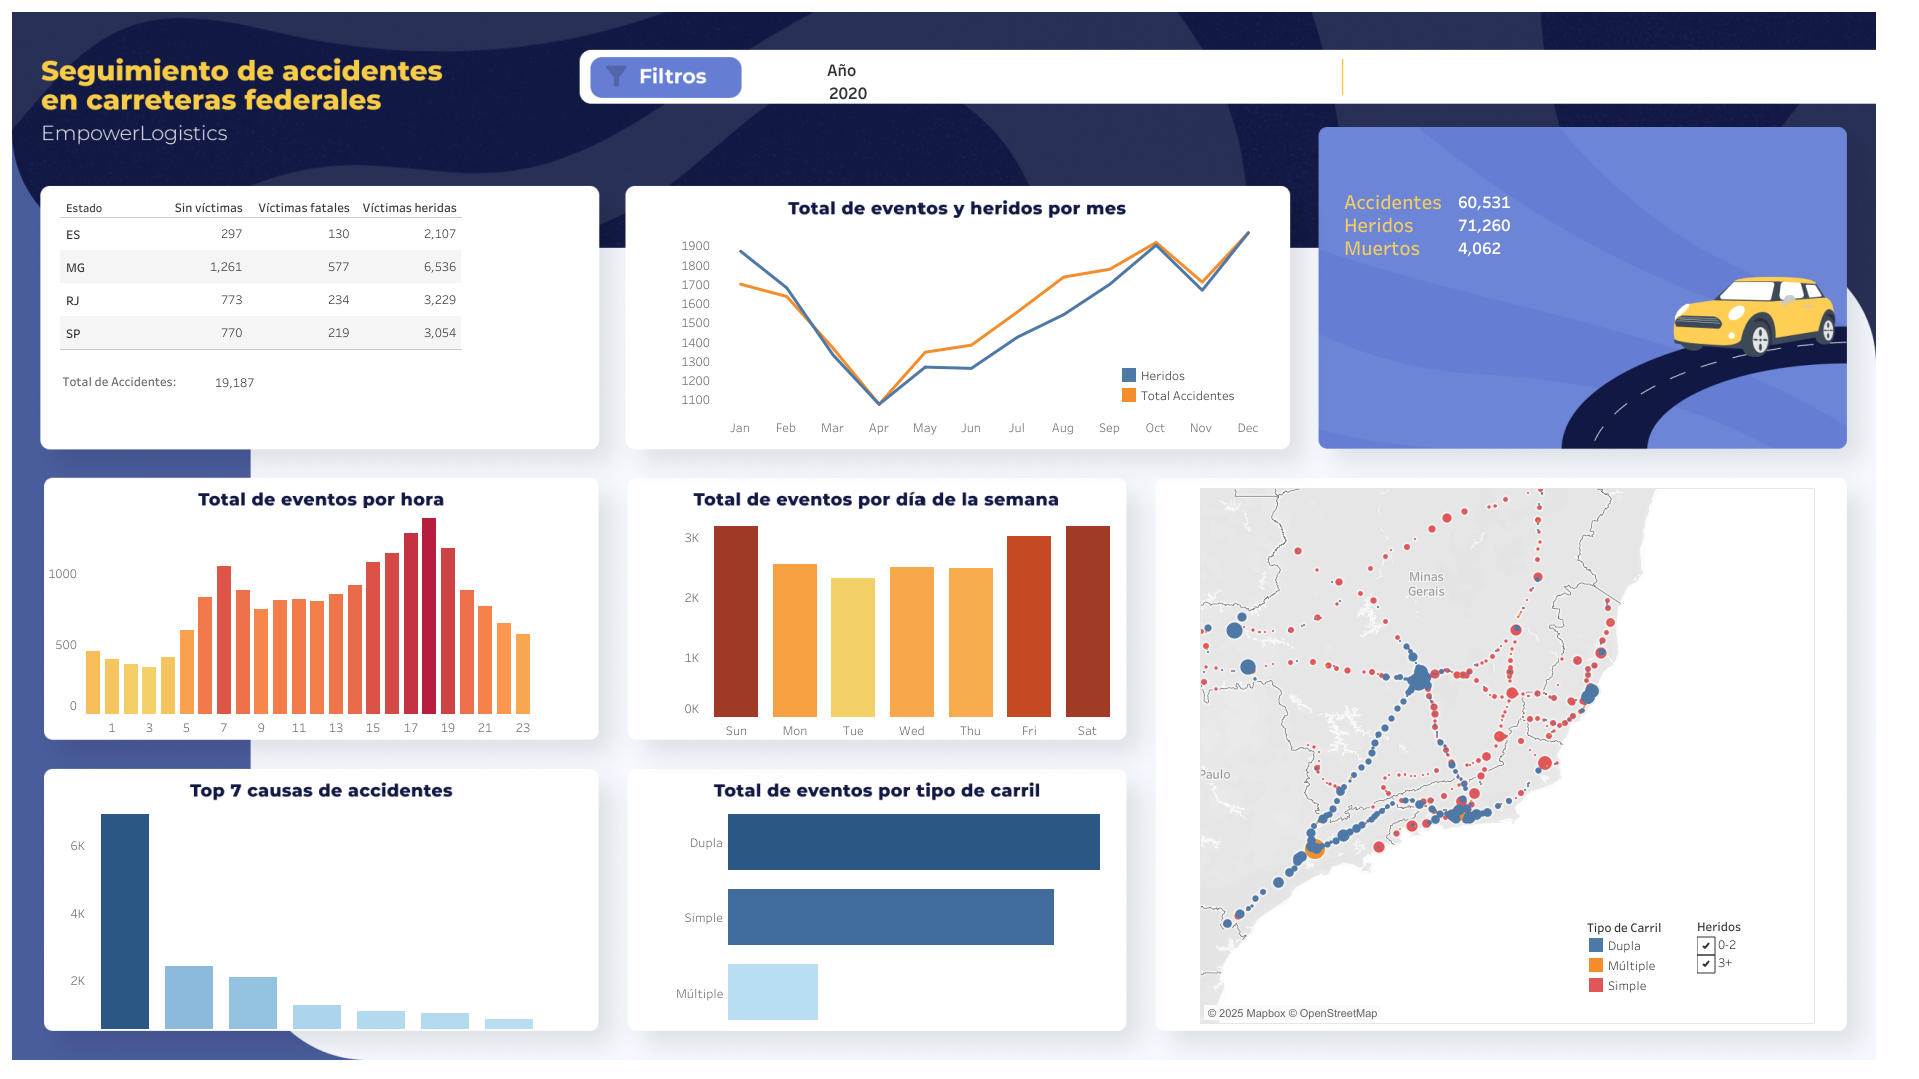 Seguimiento de accidentes
en carreteras federales
EmpowerLogistics
Filtros
Año
2020
Estado Sin víctimas Víctimas fatales Víctimas heridas
ES 297 130 2,107
MG 1,261 577 6,536
RJ 773 234 3,229
SP 770 219 3,054
Total de Accidentes: 19,187
Total de eventos y heridos por mes
1900
1800
1700
1600
1500
1400
1300
1200
1100
Heridos
Total Accidentes
Jan Feb Mar Apr May Jun Jul Aug Sep Oct Nov Dec
Accidentes 60,531
Heridos 71,260
Muertos 4,062
Total de eventos por hora
1000
500
0
1 3 5 7 9 11 13 15 17 19 21 23
Total de eventos por día de la semana
3K
2K
1K
0K
Sun Mon Tue Wed Thu Fri Sat
Minas
Gerais
Paulo
Tipo de Carril
Dupla
Múltiple
Simple
Heridos
0-2
3+
© 2025 Mapbox © OpenStreetMap
Top 7 causas de accidentes
6K
4K
2K
Total de eventos por tipo de carril
Dupla
Simple
Múltiple